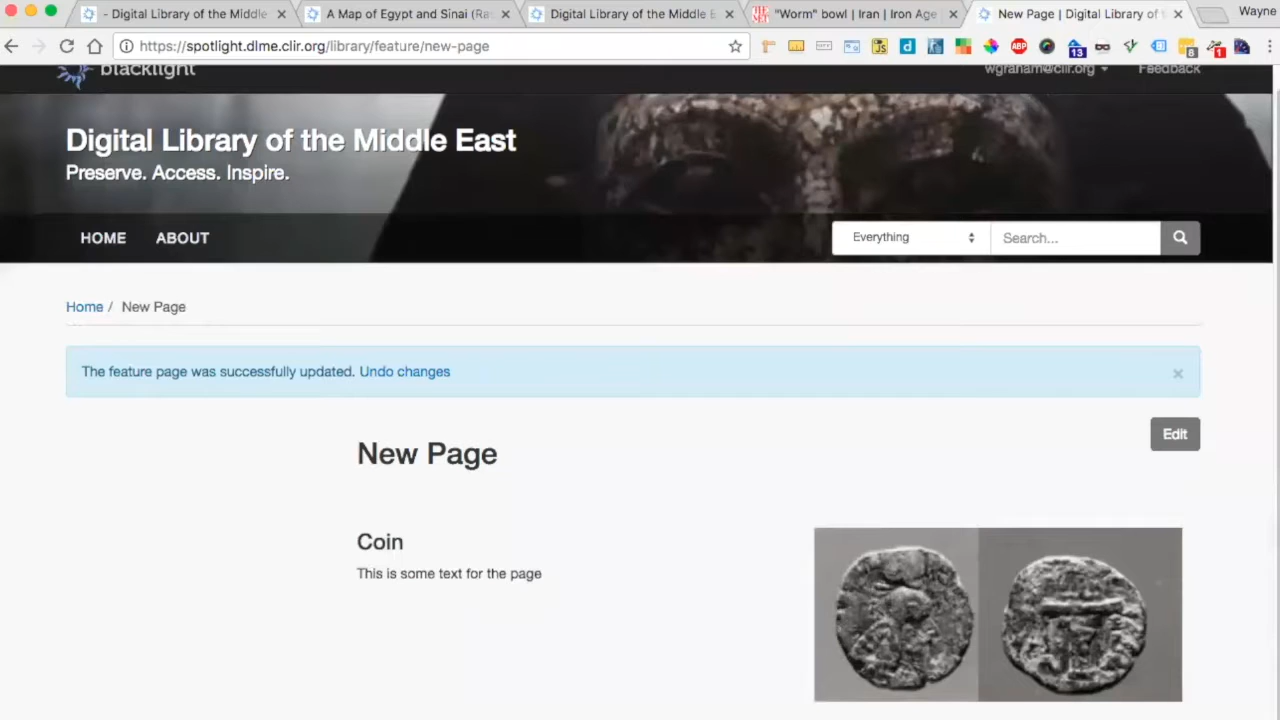 - Digital Library of the Middle
A Map of Egypt and Sinai (Ra
Digital Library of the Middle E
"Worm" bowl | Iran | Iron Age
New Page | Digital Library of
Wayne
https://spotlight.dlme.clir.org/library/feature/new-page
ABP
13
8
1
blacklight
wgraham@clir.org
Feedback
Digital Library of the Middle East
Preserve. Access. Inspire.
HOME
ABOUT
Everything
Search...
Home / New Page
The feature page was successfully updated. Undo changes
×
Edit
New Page
Coin
This is some text for the page